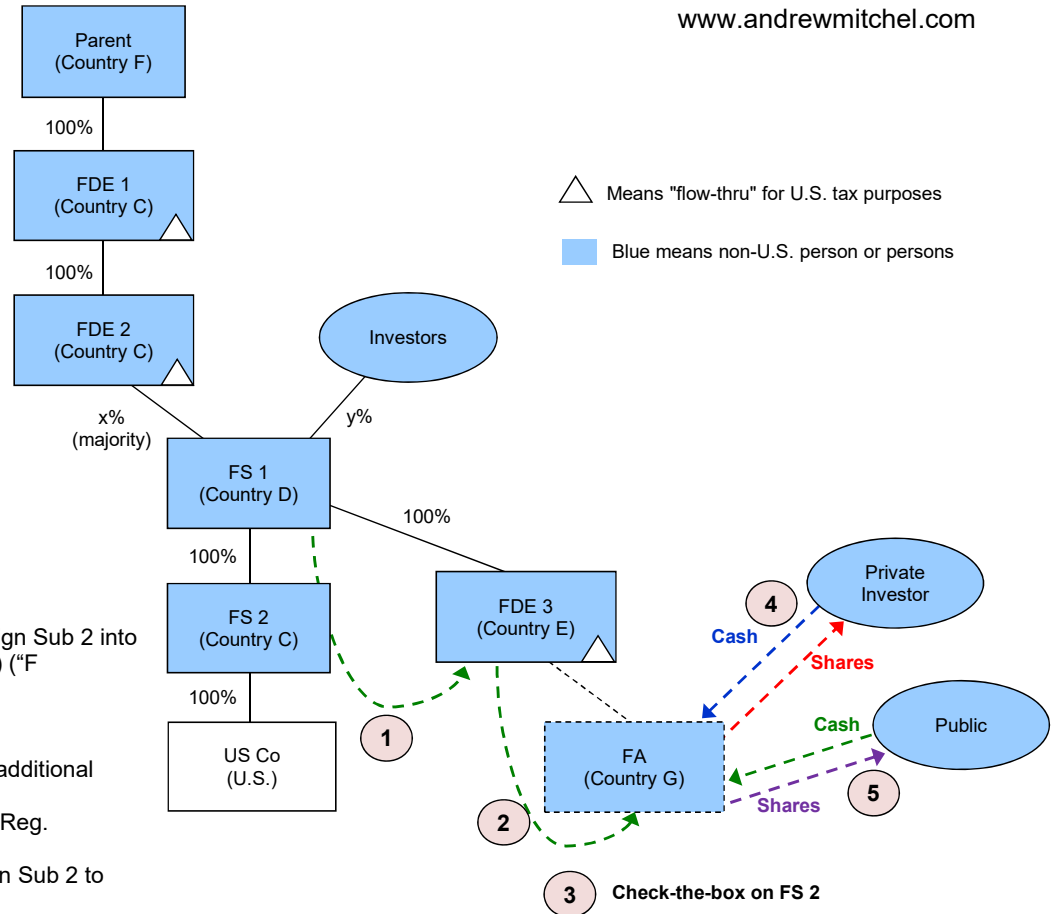 www.andrewmitchel.com
Parent
(Country F)
100%
FDE 1
(Country C)
Means "flow-thru" for U.S. tax purposes
100%
Blue means non-U.S. person or persons
FDE 2
(Country C)
Investors
x%
(majority)
y%
FS 1
(Country D)
100%
100%
FS 2
(Country C)
FDE 3
(Country E)
Private
Investor
4
Cash
Shares
gn Sub 2 into
) (“F
100%
1
US Co
(U.S.)
FA
(Country G)
Cash
Public
Shares
5
additional
2
Reg.
n Sub 2 to
3
Check-the-box on FS 2